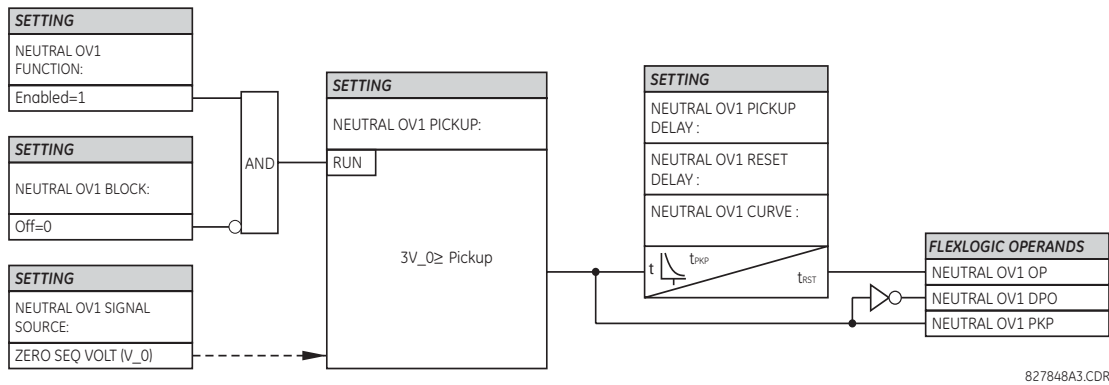 SETTING
NEUTRAL OV1
FUNCTION:
Enabled=1
SETTING
NEUTRAL OV1 BLOCK:
Off=0
SETTING
NEUTRAL OV1 SIGNAL
SOURCE:
ZERO SEQ VOLT (V_0)
AND
SETTING
NEUTRAL OV1 PICKUP:
RUN
3V_0≥ Pickup
SETTING
NEUTRAL OV1 PICKUP
DELAY :
NEUTRAL OV1 RESET
DELAY :
NEUTRAL OV1 CURVE :
t
tPKP
tRST
FLEXLOGIC OPERANDS
NEUTRAL OV1 OP
NEUTRAL OV1 DPO
NEUTRAL OV1 PKP
827848A3.CDR